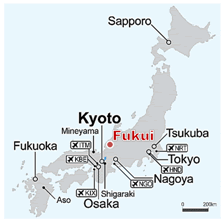 Sapporo
Kyoto
Mineyama
Fukui
Tsukuba
Fukuoka
ITM
NRT
KBE
Tokyo
HND
Nagoya
NGO
Aso
KIX
Shigaraki
Osaka
0
200km